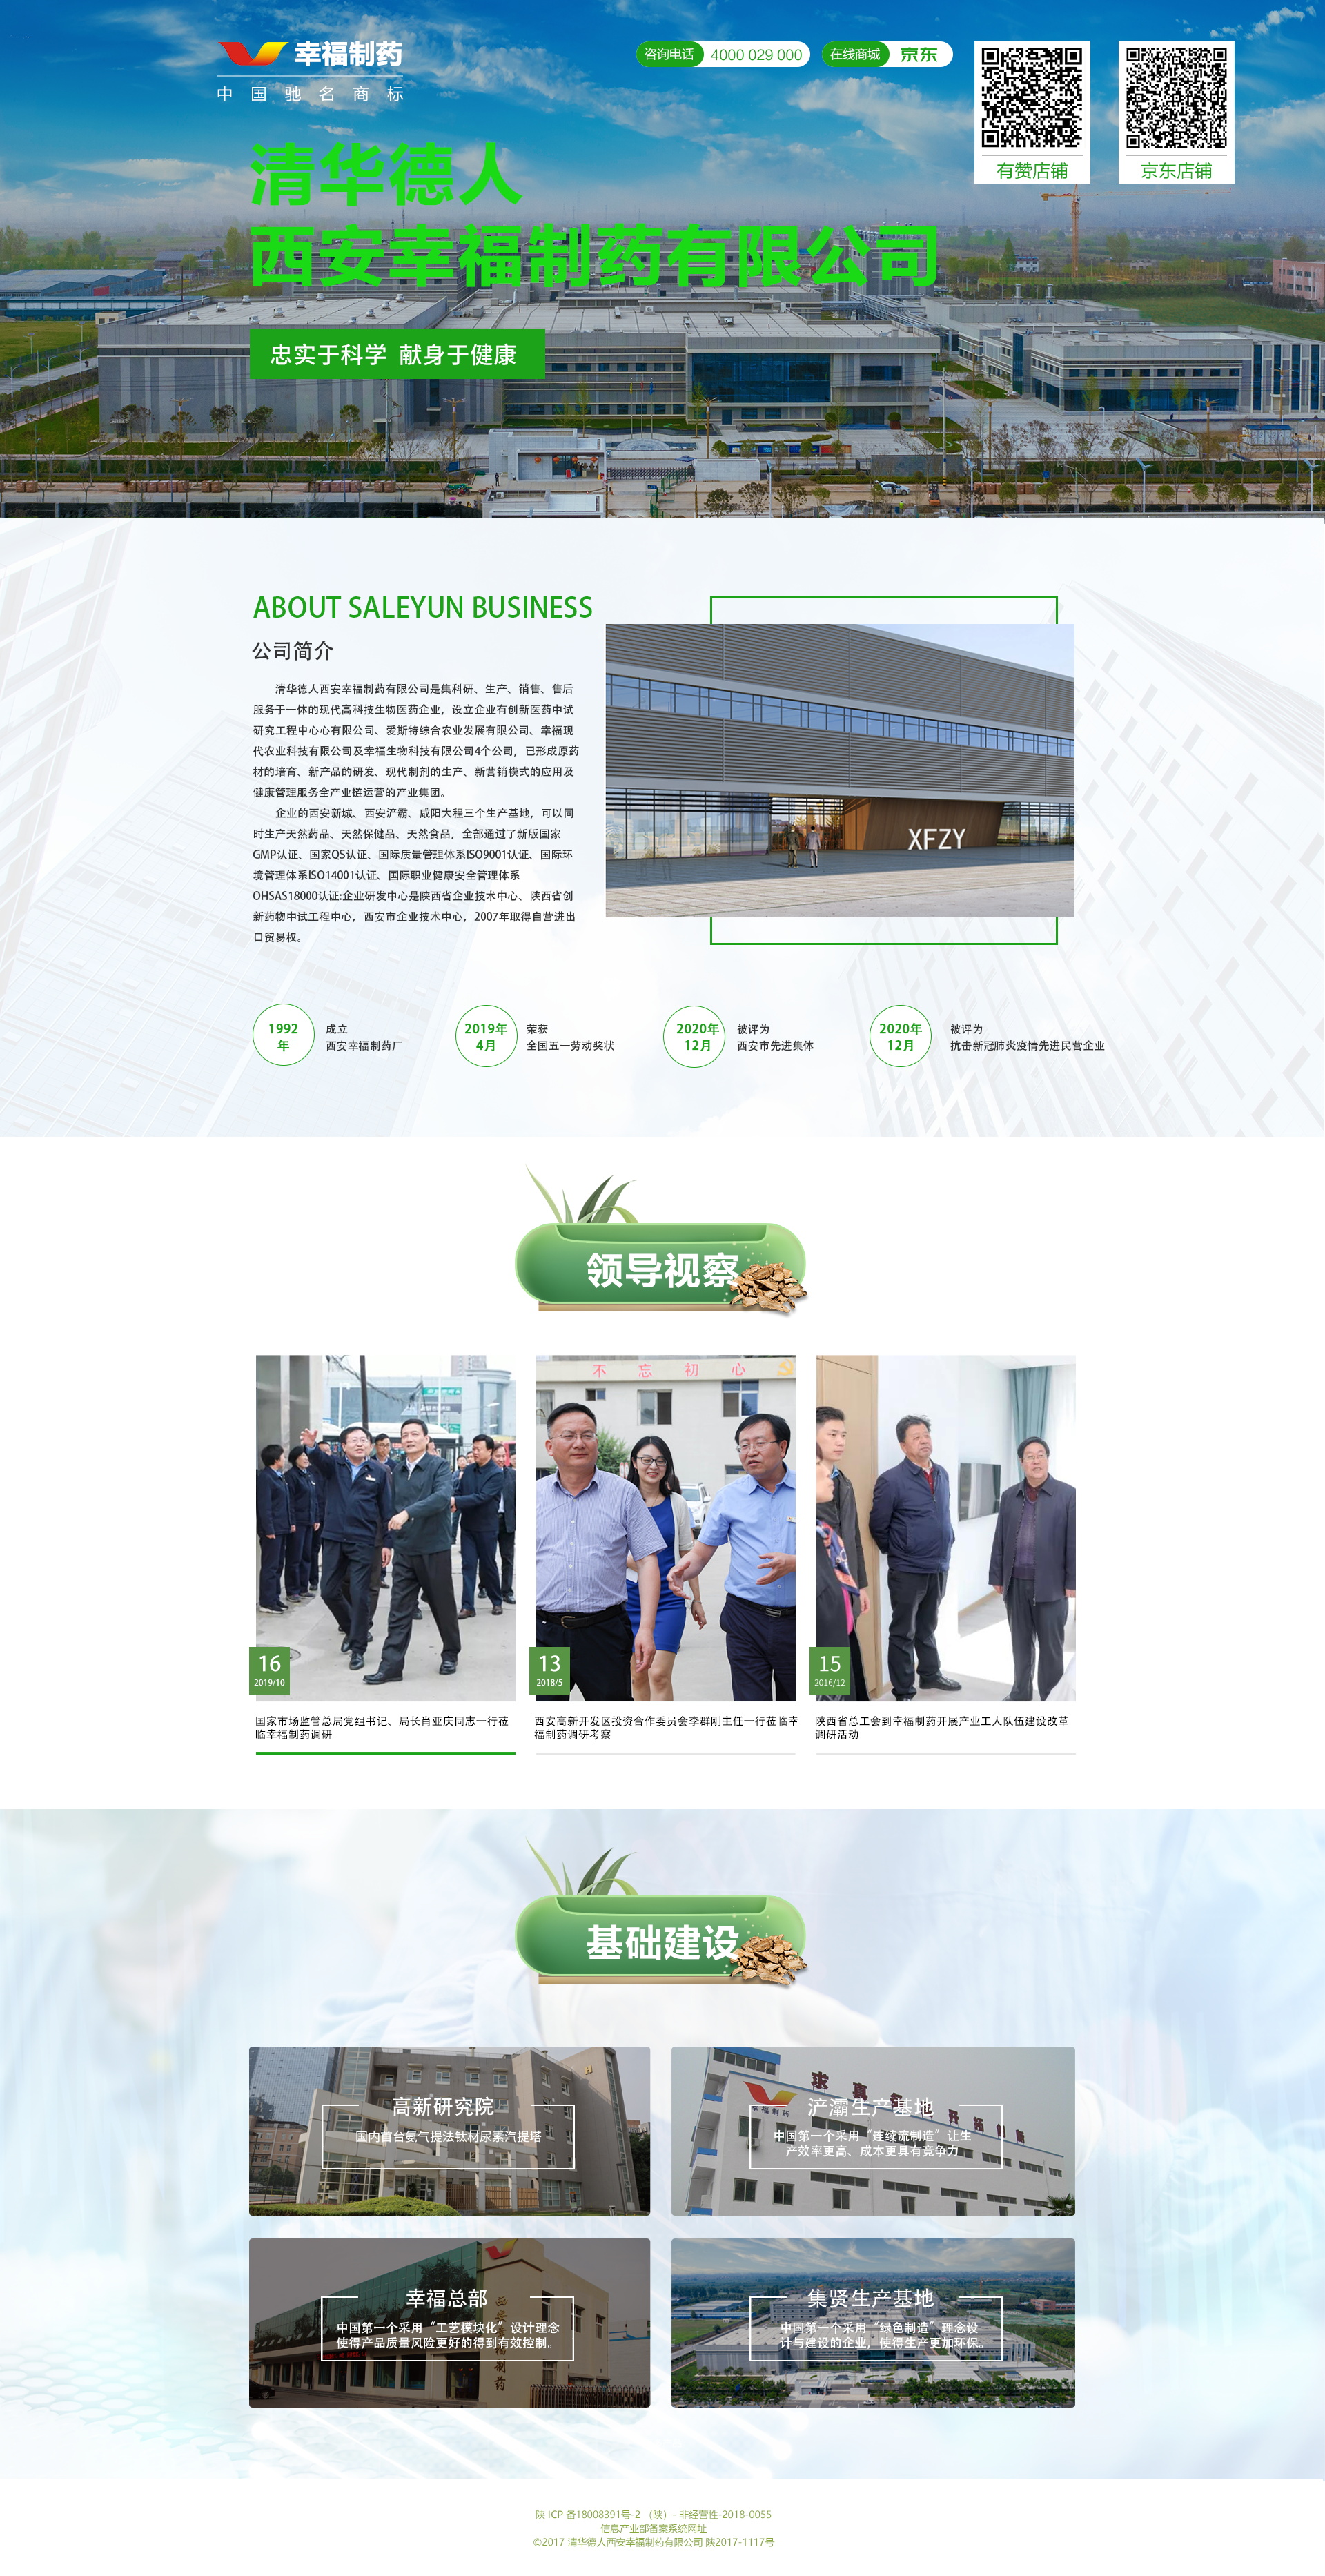 幸福制药
中国驰名商标
咨询电话 4000 029 000
在线商城 京东
有赞店铺
京东店铺
清华德人
西安幸福制药有限公司
忠实于科学 献身于健康
ABOUT SALEYUN BUSINESS
公司简介
清华德人西安幸福制药有限公司是集科研、生产、销售、售后
服务于一体的现代高科技生物医药企业，设立企业有创新医药中试
研究工程中心心有限公司、爱斯特综合农业发展有限公司、幸福现
代农业科技有限公司及幸福生物科技有限公司4个公司，已形成原药
材的培育、新产品的研发、现代制剂的生产、新营销模式的应用及
健康管理服务全产业链运营的产业集团。
企业的西安新城、西安浐霸、咸阳大程三个生产基地，可以同
时生产天然药品、天然保健品、天然食品，全部通过了新版国家
GMP认证、国家QS认证、国际质量管理体系ISO9001认证、国际环
境管理体系ISO14001认证、国际职业健康安全管理体系
OHSAS18000认证:企业研发中心是陕西省企业技术中心、陕西省创
新药物中试工程中心，西安市企业技术中心，2007年取得自营进出
口贸易权。
XFZY
1992
年
成立
西安幸福制药厂
2019年
4月
荣获
全国五一劳动奖状
2020年
12月
被评为
西安市先进集体
2020年
12月
被评为
抗击新冠肺炎疫情先进民营企业
领导视察
不忘初心
16
2019/10
国家市场监管总局党组书记、局长肖亚庆同志一行莅
临幸福制药调研
13
2018/5
西安高新开发区投资合作委员会李群刚主任一行莅临幸
福制药调研考察
15
2016/12
陕西省总工会到幸福制药开展产业工人队伍建设改革
调研活动
基础建设
高新研究院
国内首台氨气提法钛材尿素汽提塔
求真
开拓创
幸福制药
浐灞生产基地
中国第一个采用“连续流制造”让生
产效率更高、成本更具有竞争力
幸福总部
中国第一个采用“工艺模块化”设计理念
使得产品质量风险更好的得到有效控制。
西安
福制药
集贤生产基地
中国第一个采用“绿色制造”理念设
计与建设的企业，使得生产更加环保。
陕 ICP 备18008391号-2 （陕）- 非经营性-2018-0055
信息产业部备案系统网址
©2017 清华德人西安幸福制药有限公司 陕2017-1117号